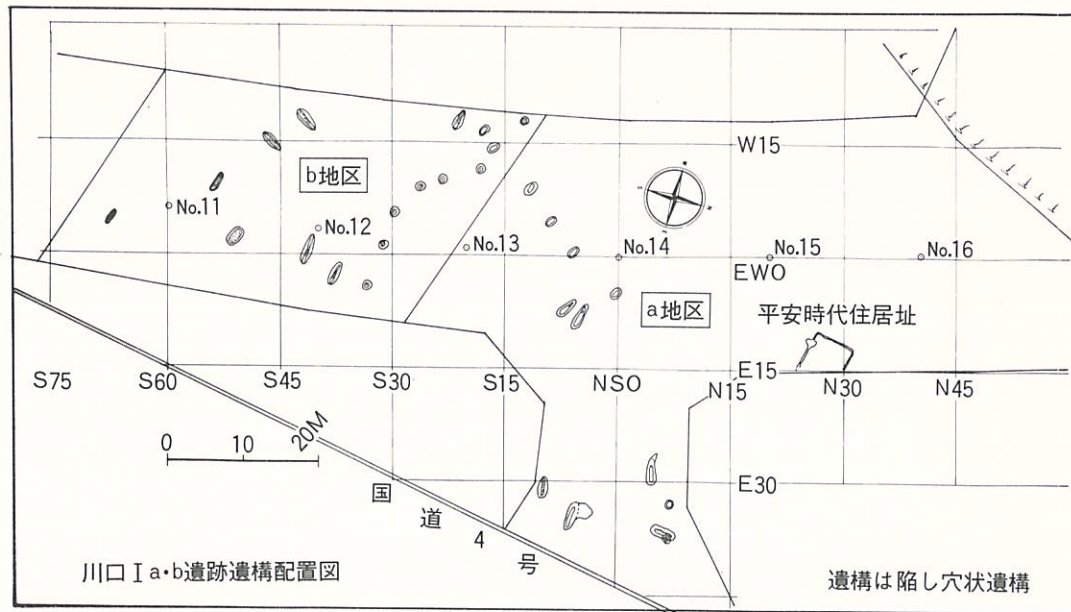 W15
b地区
No.11
No.12
No.13
No.14
No.15
No.16
EWO
a地区
平安時代住居址
E15
S75
S60
S45
S30
S15
NSO
N15
N30
N45
0 10 20M
E30
国道4号
川口Ⅰa・b遺跡遺構配置図
遺構は陥し穴状遺構